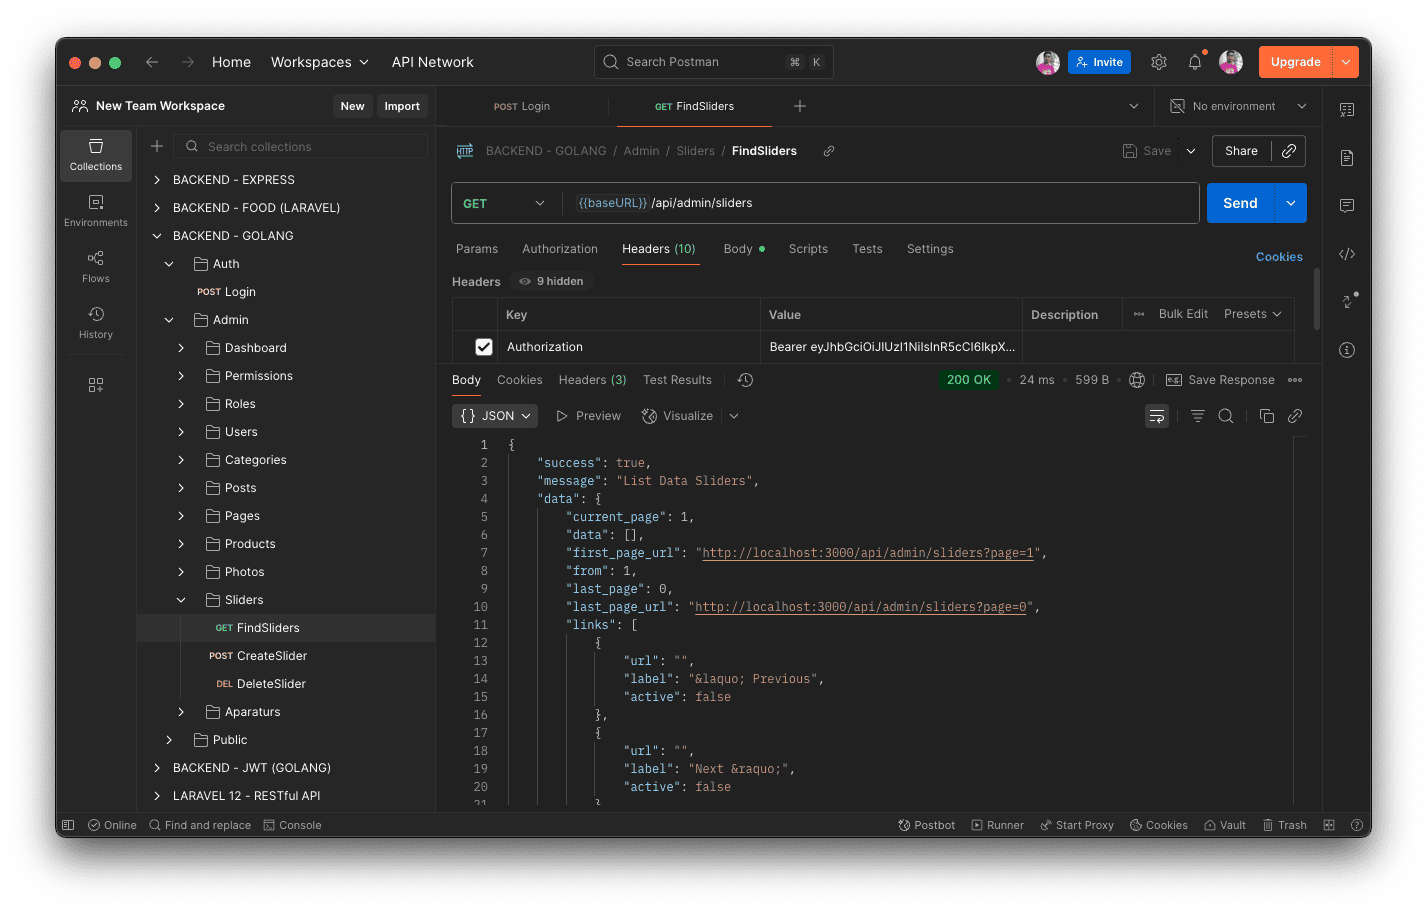 Home Workspaces API Network Search Postman ⌘ K Invite Upgrade
New Team Workspace New Import
POST Login GET FindSliders No environment
Collections
Environments
Flows
History
Search collections
BACKEND - EXPRESS
BACKEND - FOOD (LARAVEL)
BACKEND - GOLANG
Auth
POST Login
Admin
Dashboard
Permissions
Roles
Users
Categories
Posts
Pages
Products
Photos
Sliders
GET FindSliders
POST CreateSlider
DEL DeleteSlider
Aparaturs
Public
BACKEND - JWT (GOLANG)
LARAVEL 12 - RESTful API
HTTP BACKEND - GOLANG / Admin / Sliders / FindSliders Save Share
GET {{baseURL}} /api/admin/sliders Send
Params Authorization Headers (10) Body Scripts Tests Settings Cookies
Headers 9 hidden
Key Value Description Bulk Edit Presets
Authorization Bearer eyJhbGciOiJIUzI1NiIsInR5cCI6IkpX...
Body Cookies Headers (3) Test Results 200 OK 24 ms 599 B e.g. Save Response
{} JSON Preview Visualize
1 {
2 "success": true,
3 "message": "List Data Sliders",
4 "data": {
5 "current_page": 1,
6 "data": [],
7 "first_page_url": "http://localhost:3000/api/admin/sliders?page=1",
8 "from": 1,
9 "last_page": 0,
10 "last_page_url": "http://localhost:3000/api/admin/sliders?page=0",
11 "links": [
12 {
13 "url": "",
14 "label": "&laquo; Previous",
15 "active": false
16 },
17 {
18 "url": "",
19 "label": "Next &raquo;",
20 "active": false
21 }
Online Find and replace Console Postbot Runner Start Proxy Cookies Vault Trash